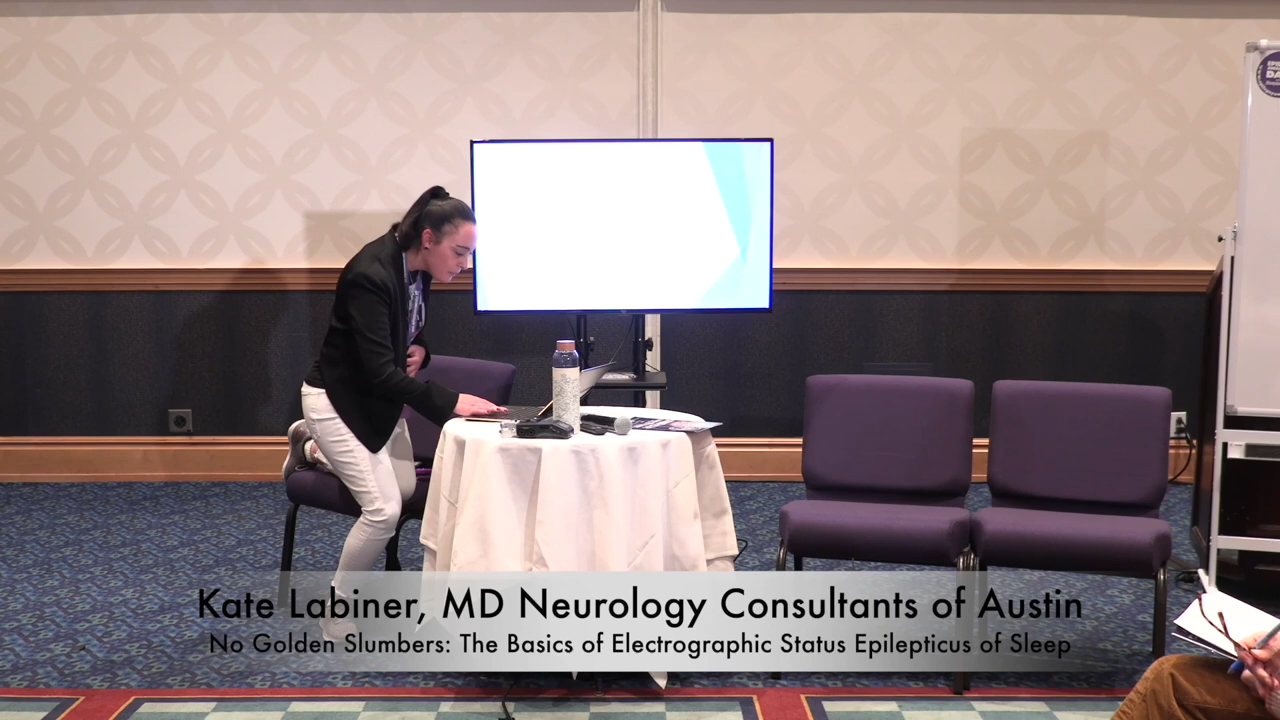 Kate Labiner, MD Neurology Consultants of Austin
No Golden Slumbers: The Basics of Electrographic Status Epilepticus of Sleep